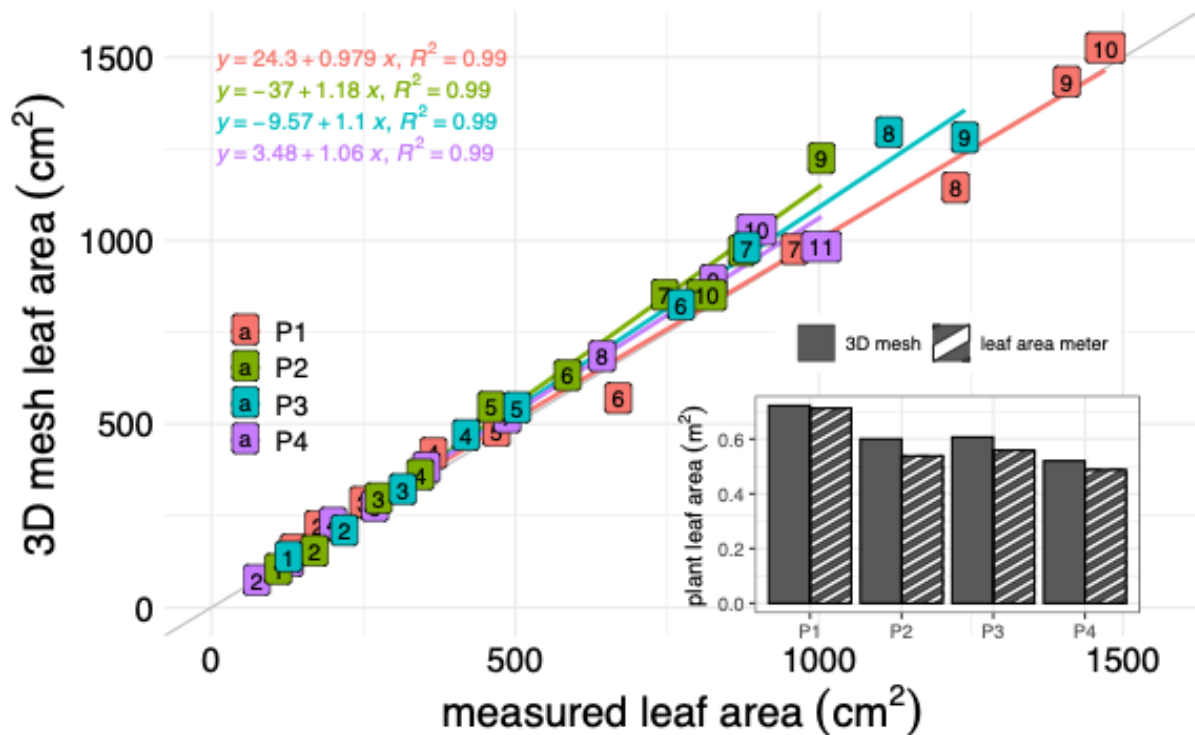 1500
1000
500
0
3D mesh leaf area (cm²)
y = 24.3 + 0.979 x, R² = 0.99
y = −37 + 1.18 x, R² = 0.99
y = −9.57 + 1.1 x, R² = 0.99
y = 3.48 + 1.06 x, R² = 0.99
10
9
8
9
8
9
10
7
7
11
7
10
6
8
6
6
5
5
5
4
4
4
3
3
2
2
2
1
a P1
a P2
a P3
a P4
3D mesh
leaf area meter
plant leaf area (m²)
0.6
0.4
0.2
0.0
P1 P2 P3 P4
0 500 1000 1500
measured leaf area (cm²)